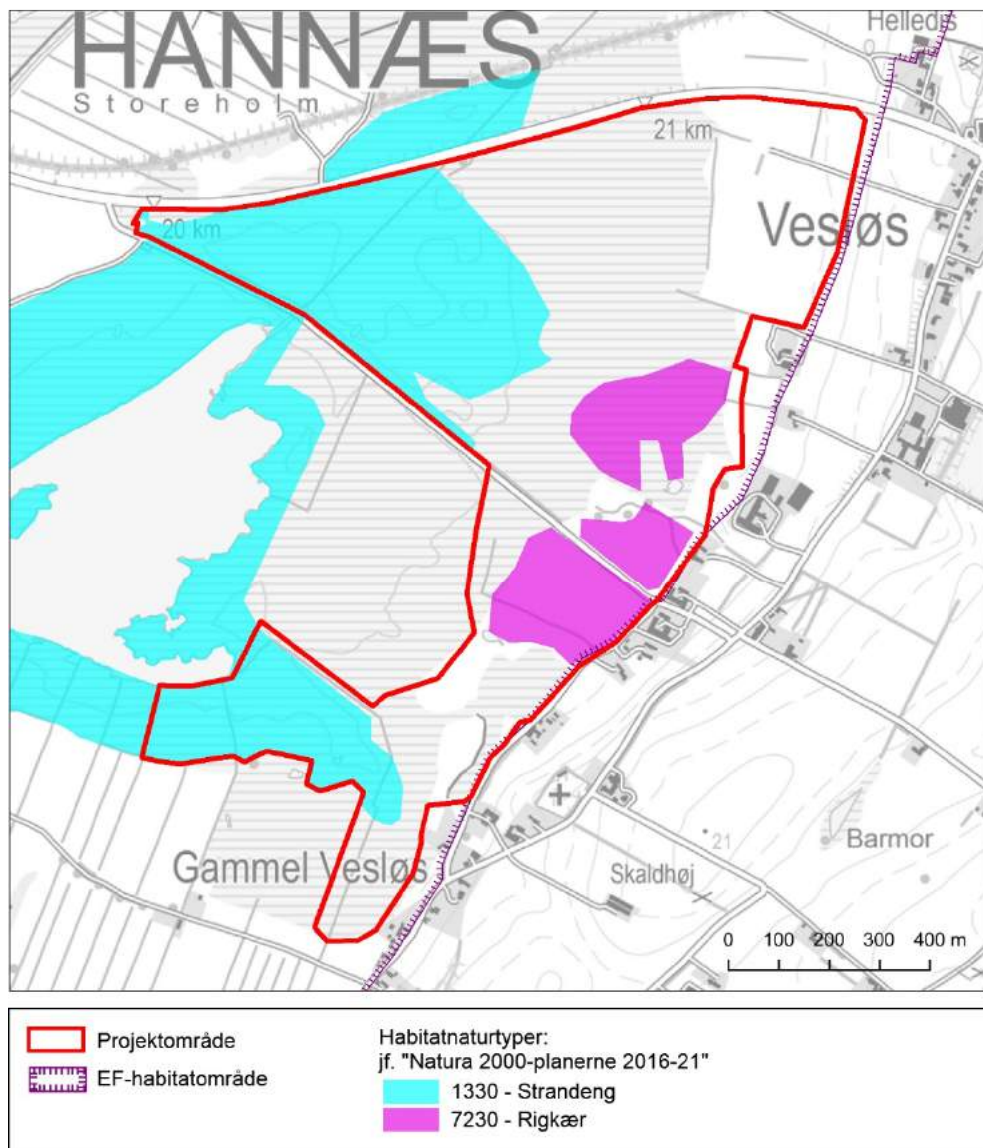 HANNÆS
Storeholm
Helledis
21 km
20 km
Vesløs
Gammel Vesløs
Skaldhøj
21
Barmor
0 100 200 300 400 m
Projektområde
EF-habitatområde
Habitatnaturtyper:
jf. "Natura 2000-planerne 2016-21"
1330 - Strandeng
7230 - Rigkær